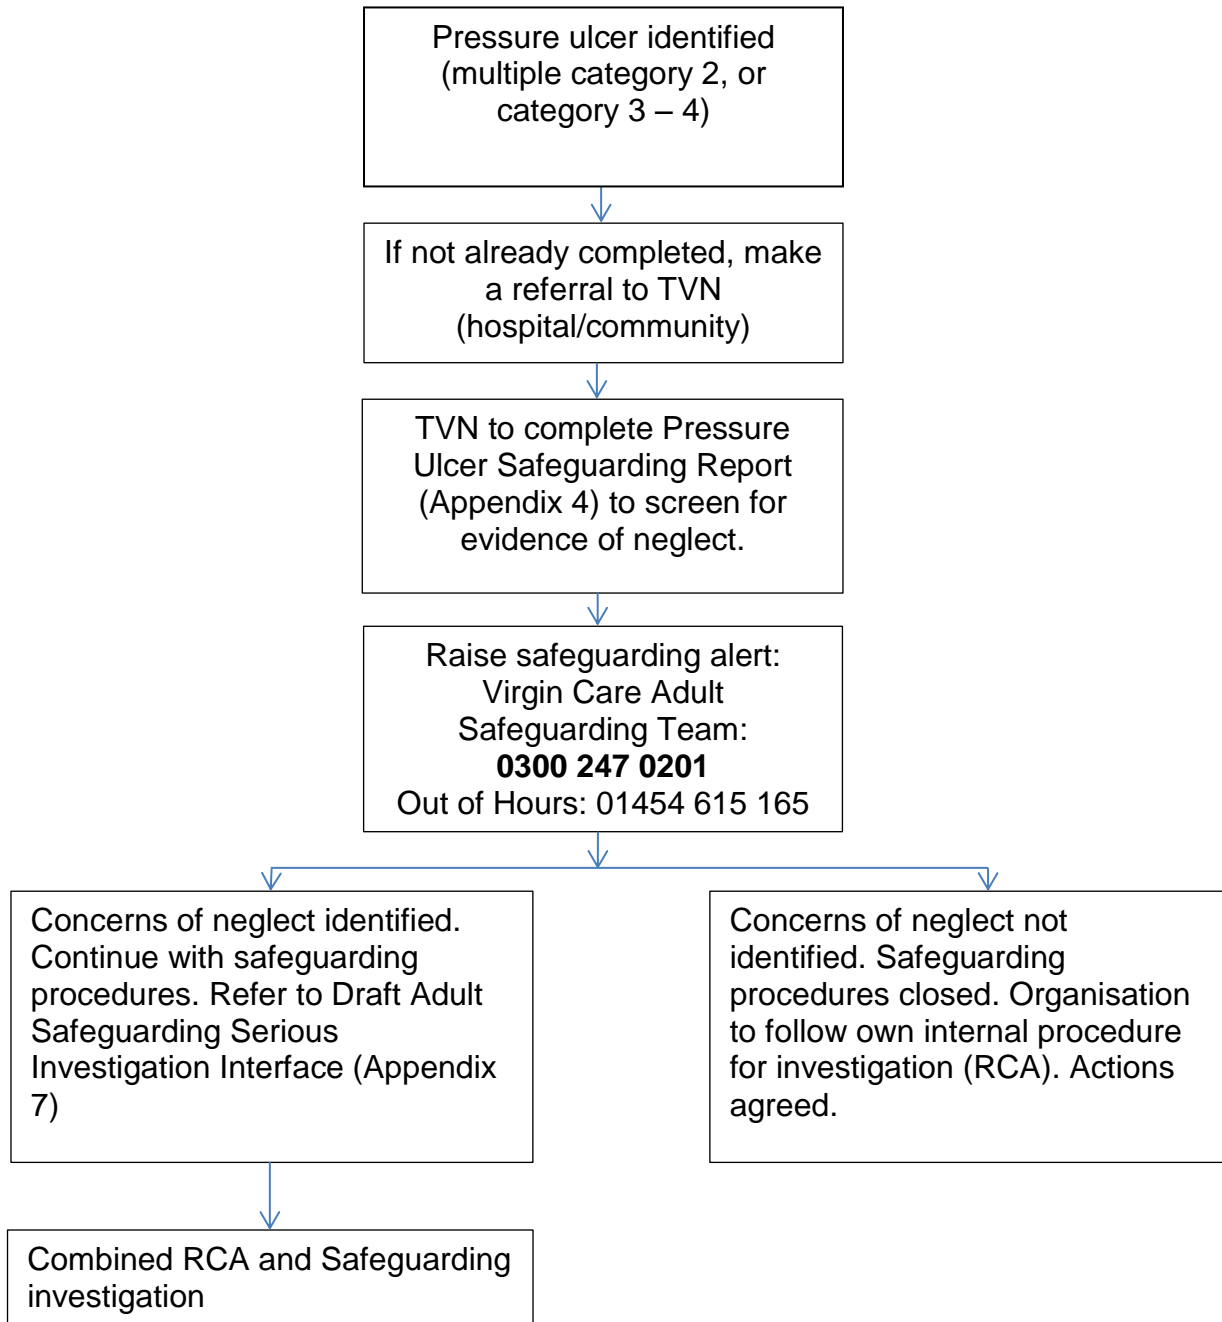 Pressure ulcer identified
(multiple category 2, or
category 3 – 4)
If not already completed, make
a referral to TVN
(hospital/community)
TVN to complete Pressure
Ulcer Safeguarding Report
(Appendix 4) to screen for
evidence of neglect.
Raise safeguarding alert:
Virgin Care Adult
Safeguarding Team:
0300 247 0201
Out of Hours: 01454 615 165
Concerns of neglect identified.
Continue with safeguarding
procedures. Refer to Draft Adult
Safeguarding Serious
Investigation Interface (Appendix
7)
Concerns of neglect not
identified. Safeguarding
procedures closed. Organisation
to follow own internal procedure
for investigation (RCA). Actions
agreed.
Combined RCA and Safeguarding
investigation